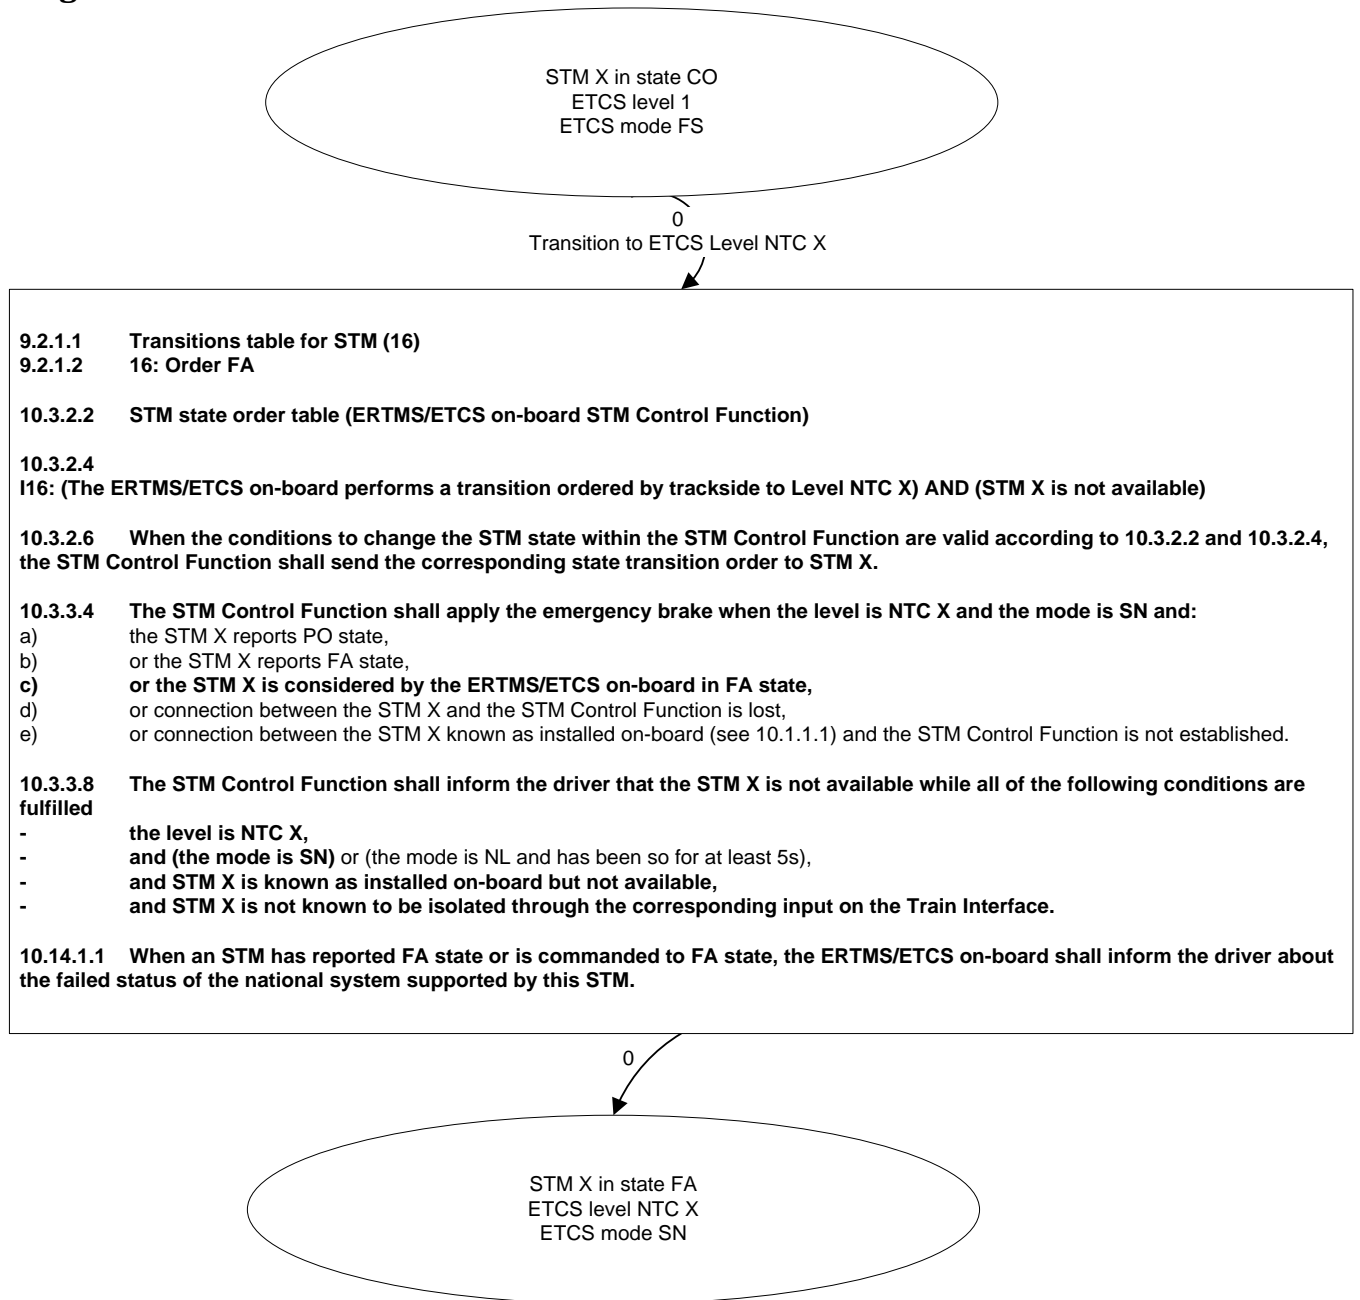 STM X in state CO
ETCS level 1
ETCS mode FS
0
Transition to ETCS Level NTC X
9.2.1.1 Transitions table for STM (16)
9.2.1.2 16: Order FA
10.3.2.2 STM state order table (ERTMS/ETCS on-board STM Control Function)
10.3.2.4
I16: (The ERTMS/ETCS on-board performs a transition ordered by trackside to Level NTC X) AND (STM X is not available)
10.3.2.6 When the conditions to change the STM state within the STM Control Function are valid according to 10.3.2.2 and 10.3.2.4,
the STM Control Function shall send the corresponding state transition order to STM X.
10.3.3.4 The STM Control Function shall apply the emergency brake when the level is NTC X and the mode is SN and:
a) the STM X reports PO state,
b) or the STM X reports FA state,
c) or the STM X is considered by the ERTMS/ETCS on-board in FA state,
d) or connection between the STM X and the STM Control Function is lost,
e) or connection between the STM X known as installed on-board (see 10.1.1.1) and the STM Control Function is not established.
10.3.3.8 The STM Control Function shall inform the driver that the STM X is not available while all of the following conditions are
fulfilled
- the level is NTC X,
- and (the mode is SN) or (the mode is NL and has been so for at least 5s),
- and STM X is known as installed on-board but not available,
- and STM X is not known to be isolated through the corresponding input on the Train Interface.
10.14.1.1 When an STM has reported FA state or is commanded to FA state, the ERTMS/ETCS on-board shall inform the driver about
the failed status of the national system supported by this STM.
0
STM X in state FA
ETCS level NTC X
ETCS mode SN